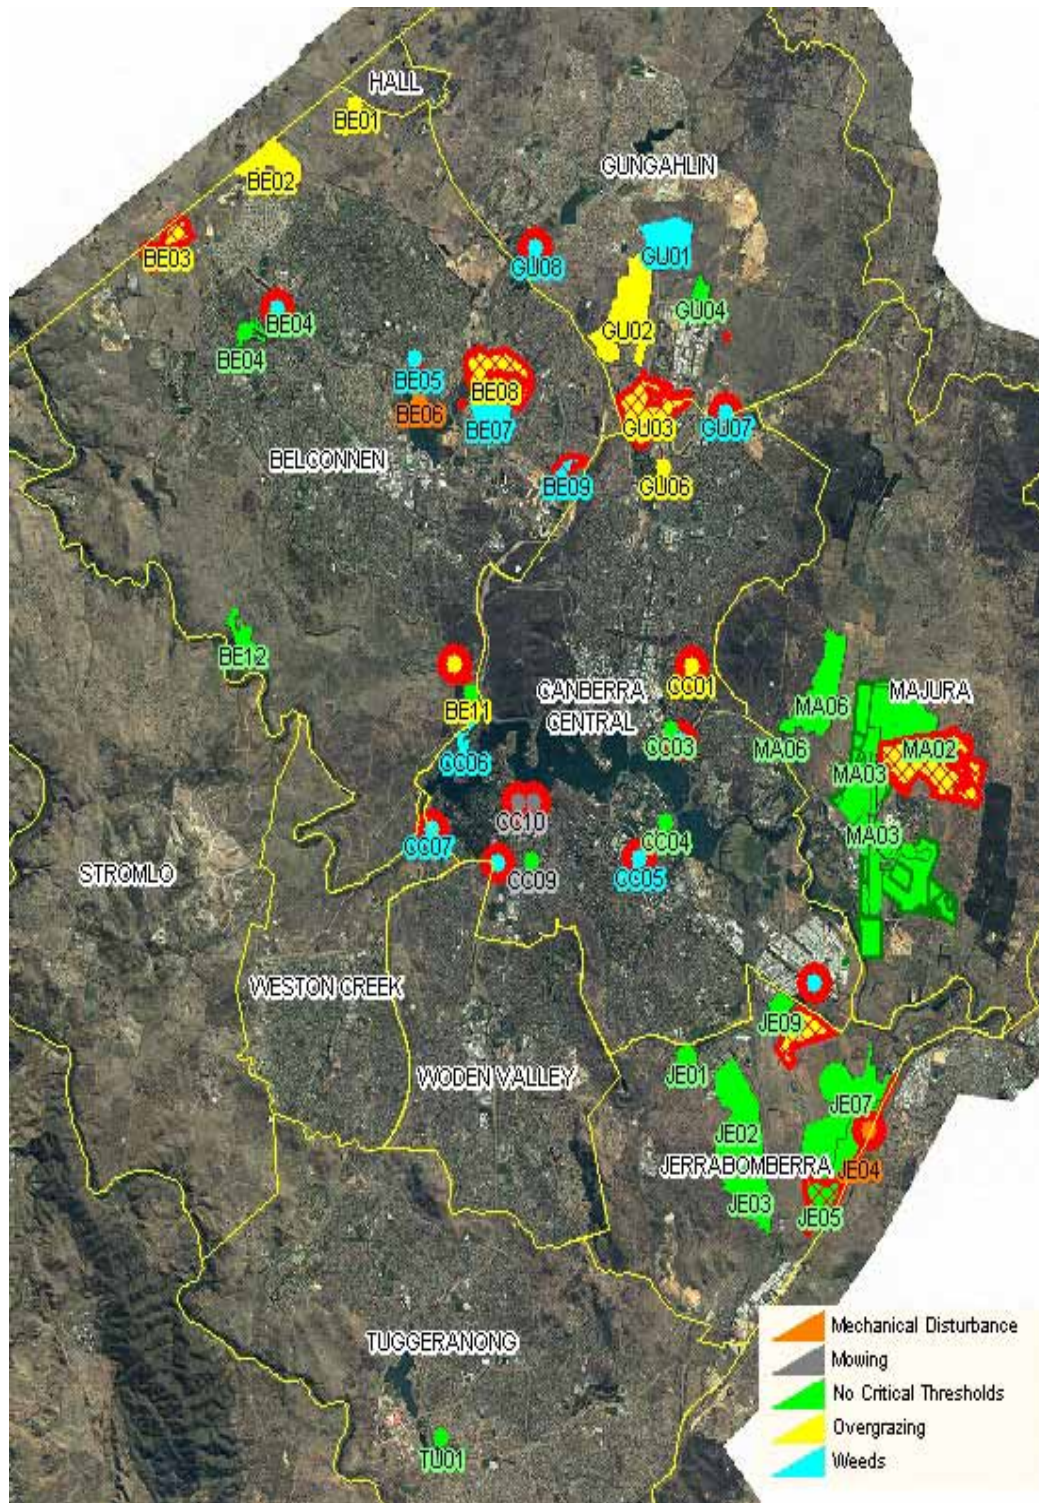 HALL
BE01
GUNGAHLIN
BE02
BE03
GU08
GU01
GU04
BE04
GU02
BE04
BE05
BE08
BE06
BE07
GU03
GU07
BELCONNEN
BE09
GU06
BE12
CANBERRA
CENTRAL
CC01
BE11
MA06
MAJURA
CC03
MA06
MA02
CC06
MA03
CC10
CC07
CC04
MA03
STROMLO
CC09
CC05
WESTON CREEK
JE09
JE01
WODEN VALLEY
JE07
JE02
JERRABOMBERRA
JE04
JE03
JE05
TUGGERANONG
TU01
Mechanical Disturbance
Mowing
No Critical Thresholds
Overgrazing
Weeds